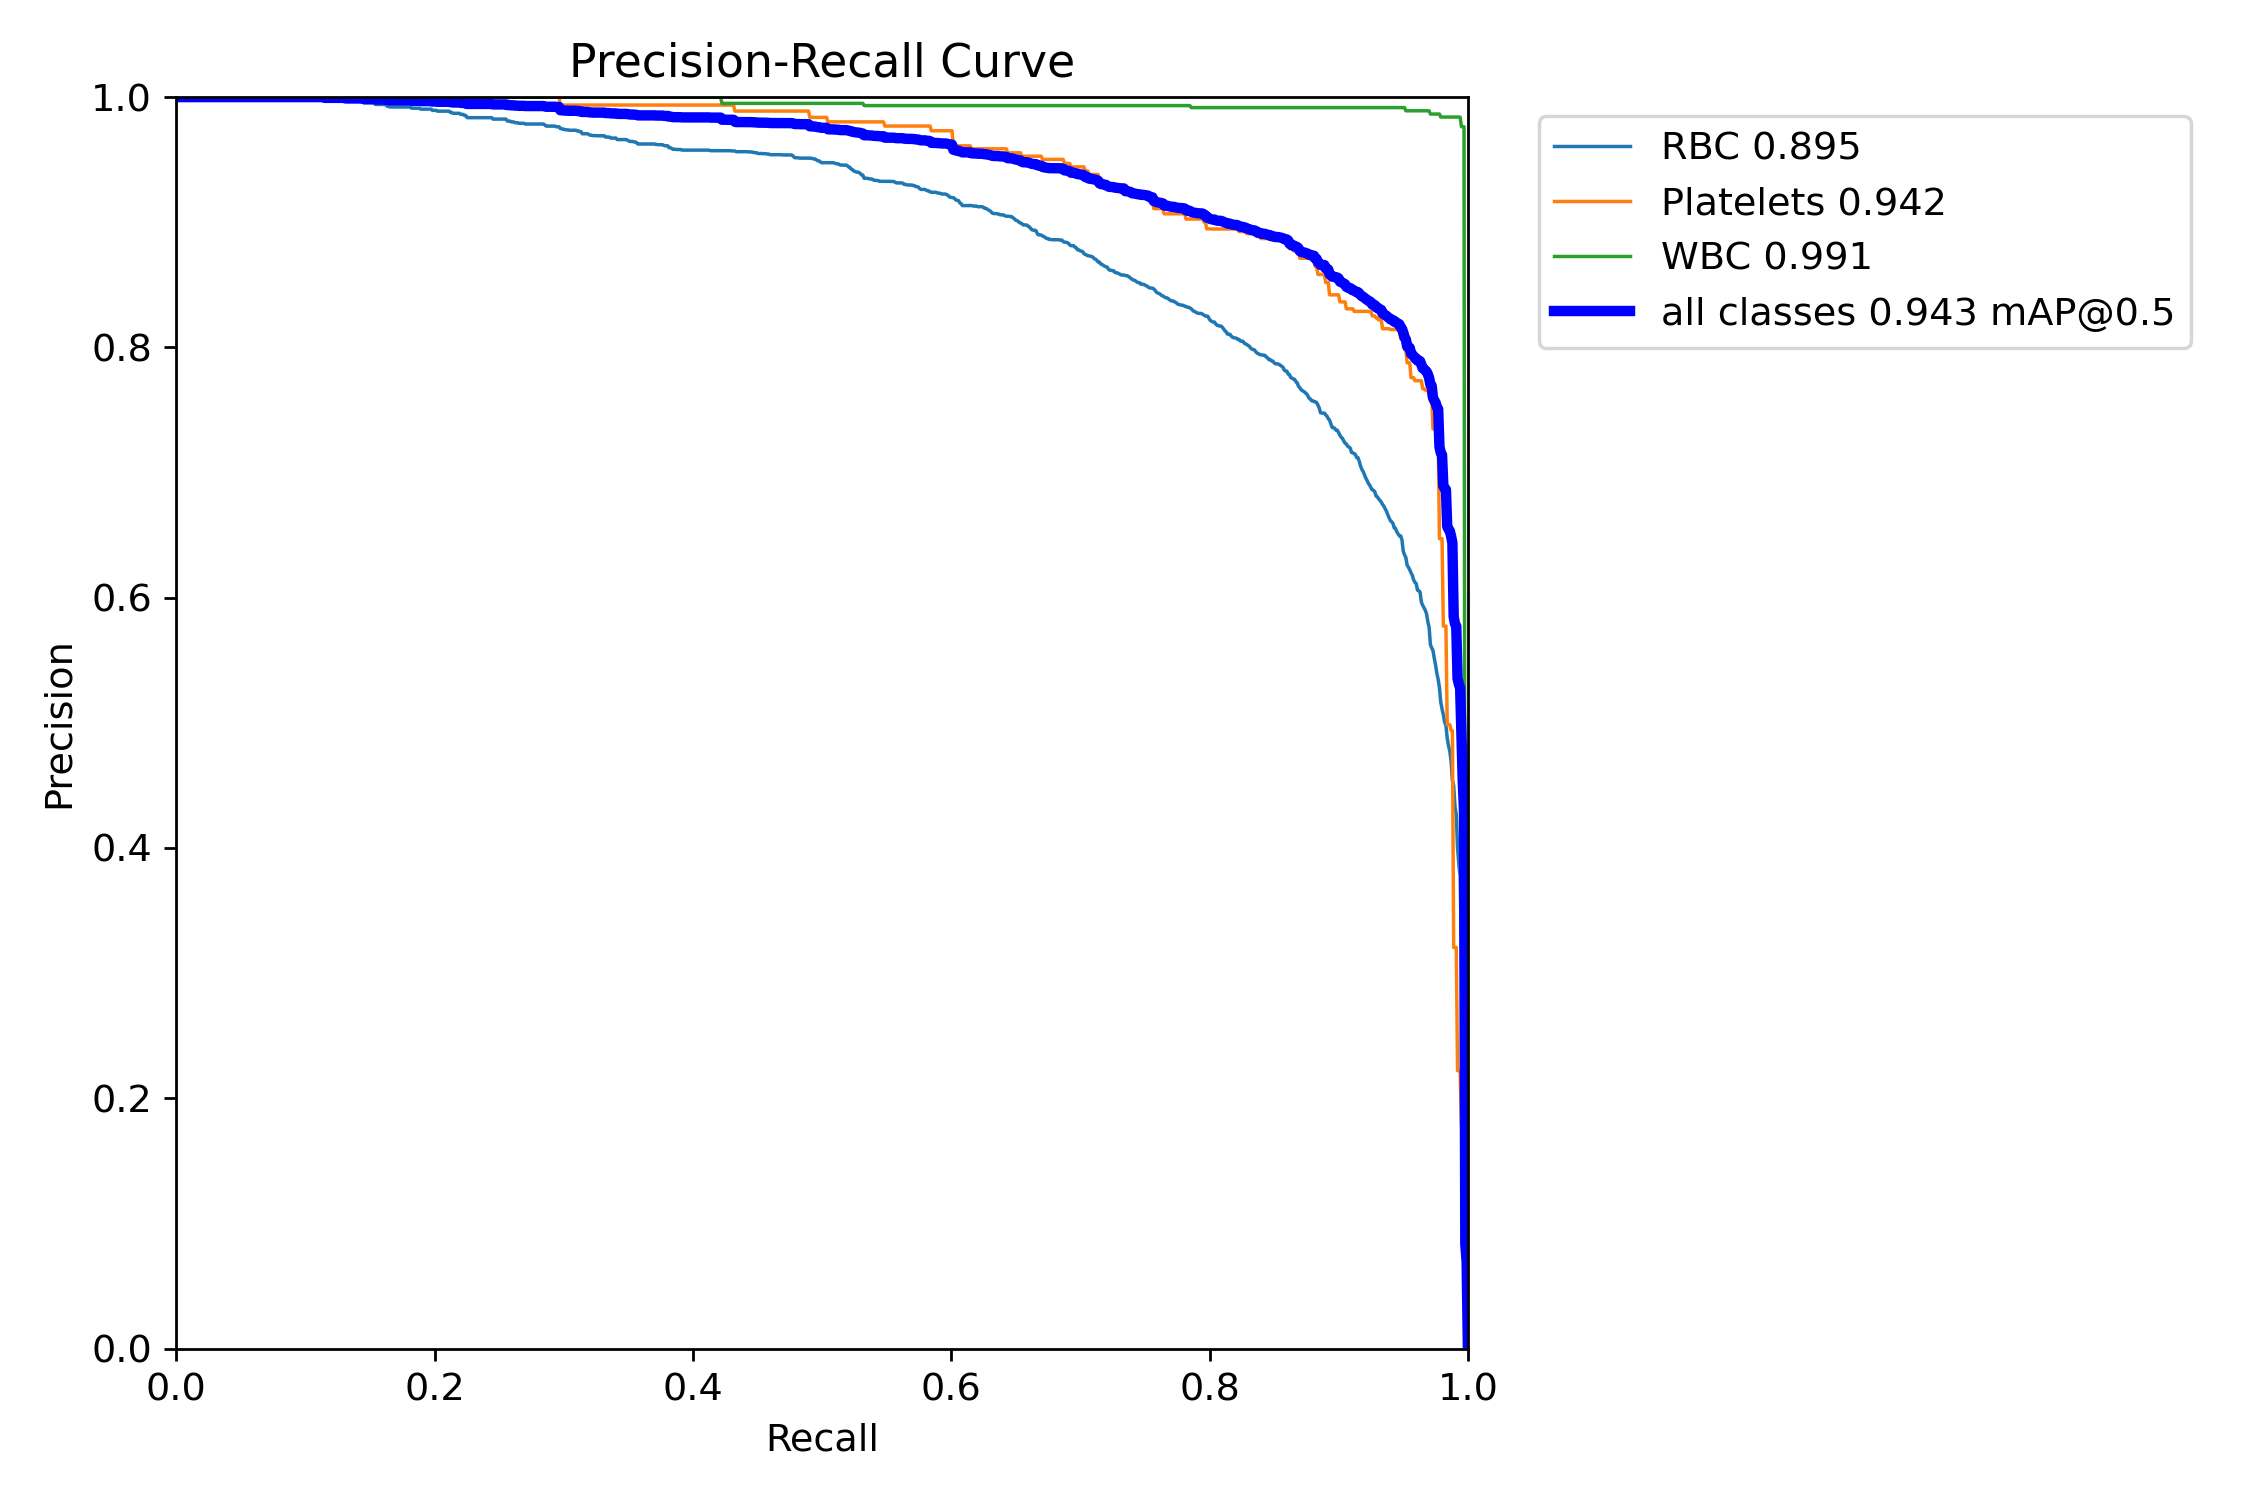 Precision-Recall Curve
1.0
0.8
0.6
0.4
0.2
0.0
Precision
0.0 0.2 0.4 0.6 0.8 1.0
Recall
RBC 0.895
Platelets 0.942
WBC 0.991
all classes 0.943 mAP@0.5